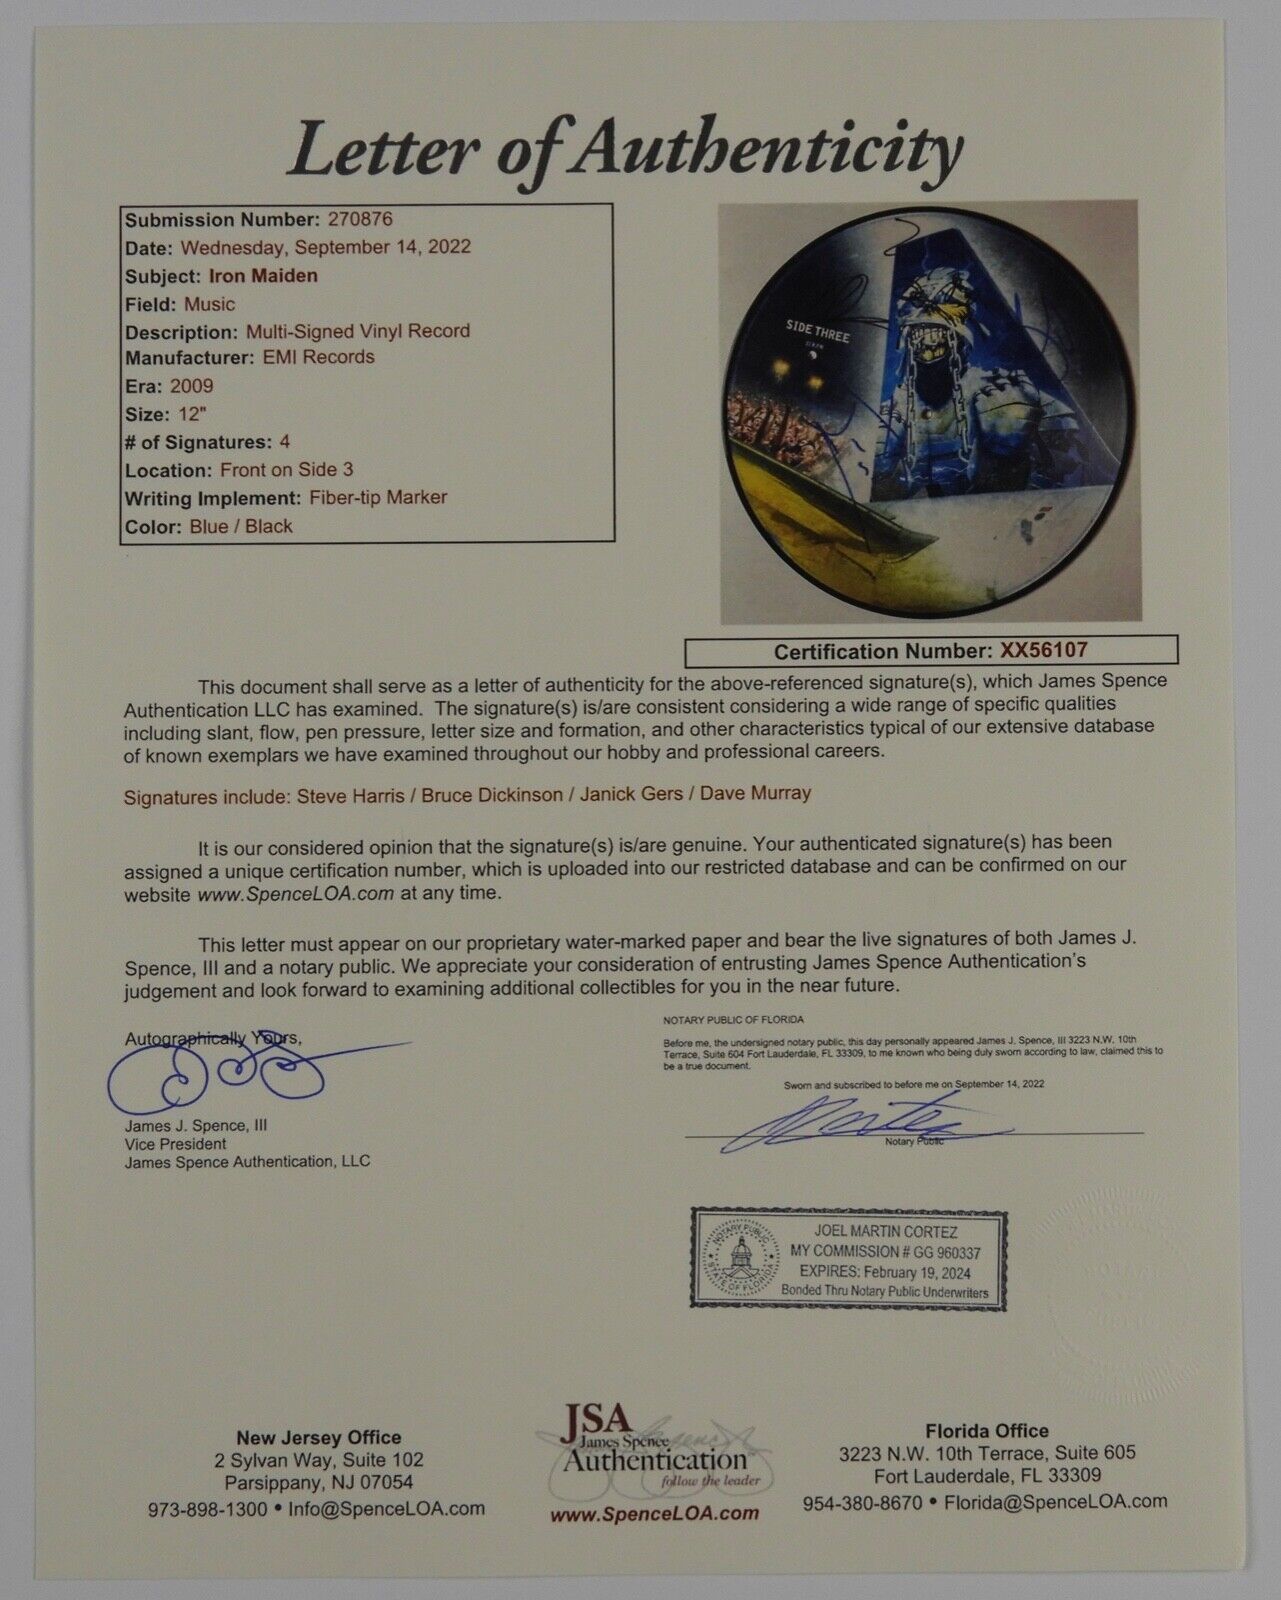 Letter of Authenticity
Submission Number: 270876
Date: Wednesday, September 14, 2022
Subject: Iron Maiden
Field: Music
Description: Multi-Signed Vinyl Record
Manufacturer: EMI Records
Era: 2009
Size: 12"
# of Signatures: 4
Location: Front on Side 3
Writing Implement: Fiber-tip Marker
Color: Blue / Black
SIDE THREE
Certification Number: XX56107
This document shall serve as a letter of authenticity for the above-referenced signature(s), which James Spence
Authentication LLC has examined. The signature(s) is/are consistent considering a wide range of specific qualities
including slant, flow, pen pressure, letter size and formation, and other characteristics typical of our extensive database
of known exemplars we have examined throughout our hobby and professional careers.
Signatures include: Steve Harris / Bruce Dickinson / Janick Gers / Dave Murray
It is our considered opinion that the signature(s) is/are genuine. Your authenticated signature(s) has been
assigned a unique certification number, which is uploaded into our restricted database and can be confirmed on our
website www.SpenceLOA.com at any time.
This letter must appear on our proprietary water-marked paper and bear the live signatures of both James J.
Spence, III and a notary public. We appreciate your consideration of entrusting James Spence Authentication's
judgement and look forward to examining additional collectibles for you in the near future.
Autographically Yours,
James J. Spence, III
Vice President
James Spence Authentication, LLC
NOTARY PUBLIC OF FLORIDA
Before me, the undersigned notary public, this day personally appeared James J. Spence, III 3223 N.W. 10th
Terrace, Suite 604 Fort Lauderdale, FL 33309, to me known who being duly sworn according to law, claimed this to
be a true document.
Sworn and subscribed to before me on September 14, 2022
Notary Public
NOTARY PUBLIC
STATE OF FLORIDA
JOEL MARTIN CORTEZ
MY COMMISSION # GG 960337
EXPIRES: February 19, 2024
Bonded Thru Notary Public Underwriters
New Jersey Office
2 Sylvan Way, Suite 102
Parsippany, NJ 07054
973-898-1300 • Info@SpenceLOA.com
JSA
James Spence
Authentication
follow the leader
www.SpenceLOA.com
Florida Office
3223 N.W. 10th Terrace, Suite 605
Fort Lauderdale, FL 33309
954-380-8670 • Florida@SpenceLOA.com